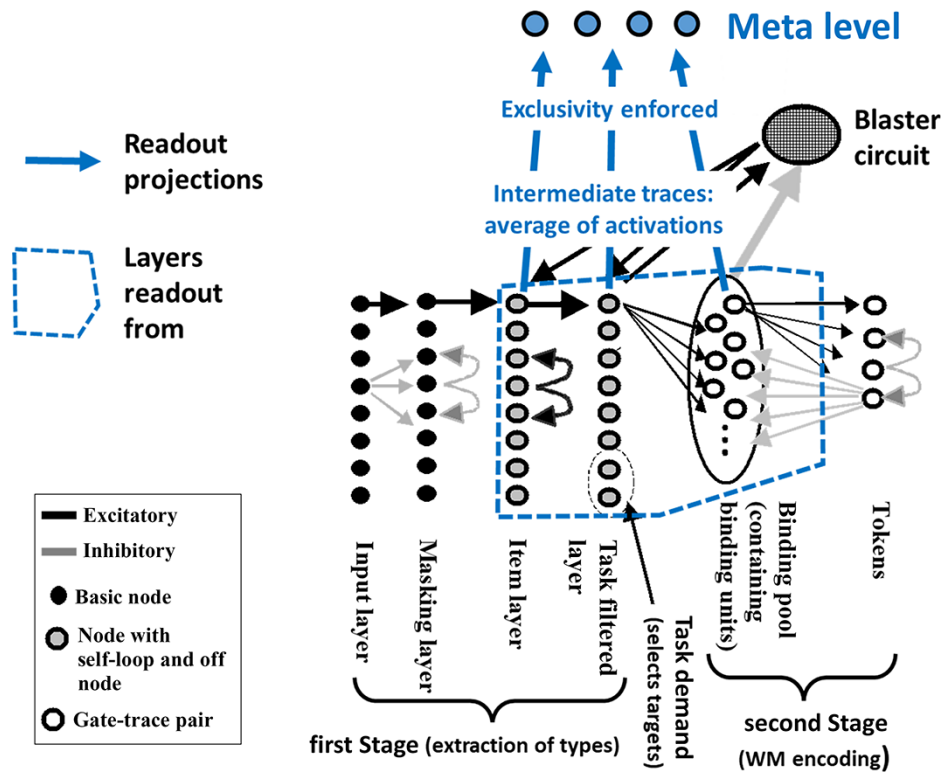 Meta level
Exclusivity enforced
Blaster
circuit
Readout
projections
Intermediate traces:
average of activations
Layers
readout
from
Excitatory
Inhibitory
Basic node
Node with
self-loop and off
node
Gate-trace pair
Input layer
Masking layer
Item layer
Task filtered
layer
Task demand
(selects targets)
Binding pool
(containing
binding units)
Tokens
first Stage (extraction of types)
second Stage
(WM encoding)